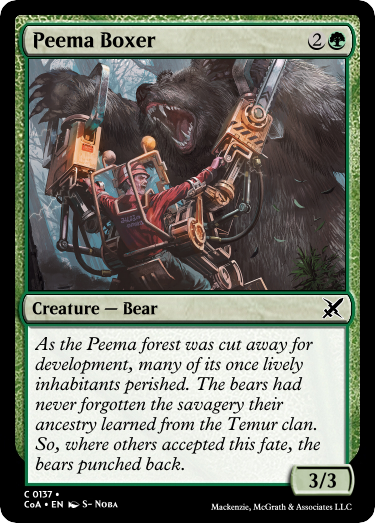 Peema Boxer
2
Creature — Bear
As the Peema forest was cut away for
development, many of its once lively
inhabitants perished. The bears had
never forgotten the savagery their
ancestry learned from the Temur clan.
So, where others accepted this fate, the
bears punched back.
3/3
C 0137 •
CoA • EN S- Noba
Mackenzie, McGrath & Associates LLC